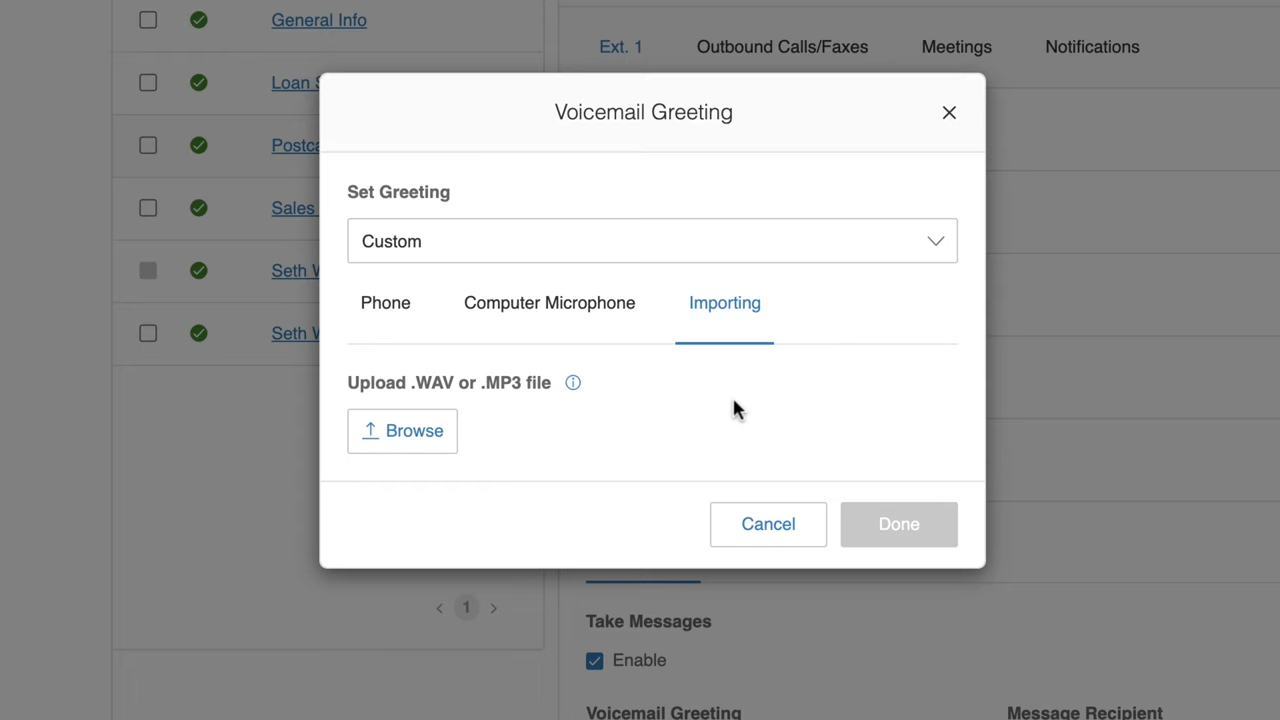 General Info
Ext. 1
Outbound Calls/Faxes
Meetings
Notifications
Loan
Voicemail Greeting
Set Greeting
Custom
Sales
Seth
Phone
Computer Microphone
Importing
Seth
Upload .WAV or .MP3 file
Browse
Cancel
Done
1
Take Messages
Enable
Voicemail Greeting
Message Recipient